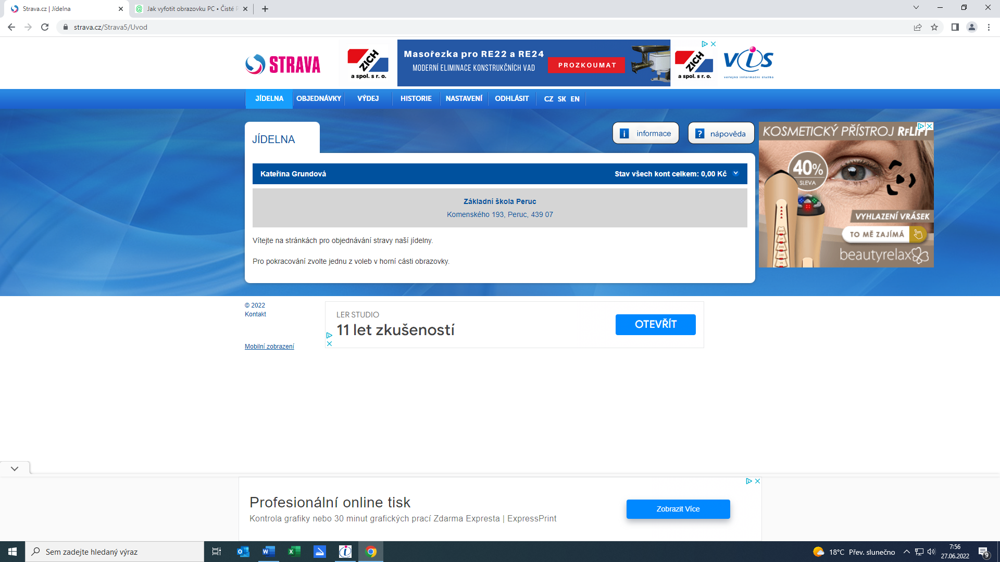 Strava.cz | Jídelna
Jak vyfotit obrazovku PC • Čisté
strava.cz/Strava5/Uvod
STRAVA
ZICH
a spol. s r. o.
Masořezka pro RE22 a RE24
MODERNÍ ELIMINACE KONSTRUKČNÍCH VAD
PROZKOUMAT
ZICH
a spol. s r. o.
vis
veřejná informační služba
JÍDELNA OBJEDNÁVKY VÝDEJ HISTORIE NASTAVENÍ ODHLÁSIT CZ SK EN
JÍDELNA
informace
nápověda
Kateřina Grundová
Stav všech kont celkem: 0,00 Kč
Základní škola Peruc
Komenského 193, Peruc, 439 07
Vítejte na stránkách pro objednávání stravy naší jídelny.
Pro pokracování zvolte jednu z voleb v horní cásti obrazovky.
KOSMETICKÝ PŘÍSTROJ RFLIFT
40%
SLEVA
VYHLAZENÍ VRÁSEK
TO MĚ ZAJÍMÁ
beautyrelax
© 2022
Kontakt
Mobilní zobrazení
LER STUDIO
11 let zkušeností
OTEVŘÍT
Profesionální online tisk
Kontrola grafiky nebo 30 minut grafických prací Zdarma Expresta | ExpressPrint
Zobrazit Více
Sem zadejte hledaný výraz
18°C Přev. slunečno
7:56
27.06.2022
9